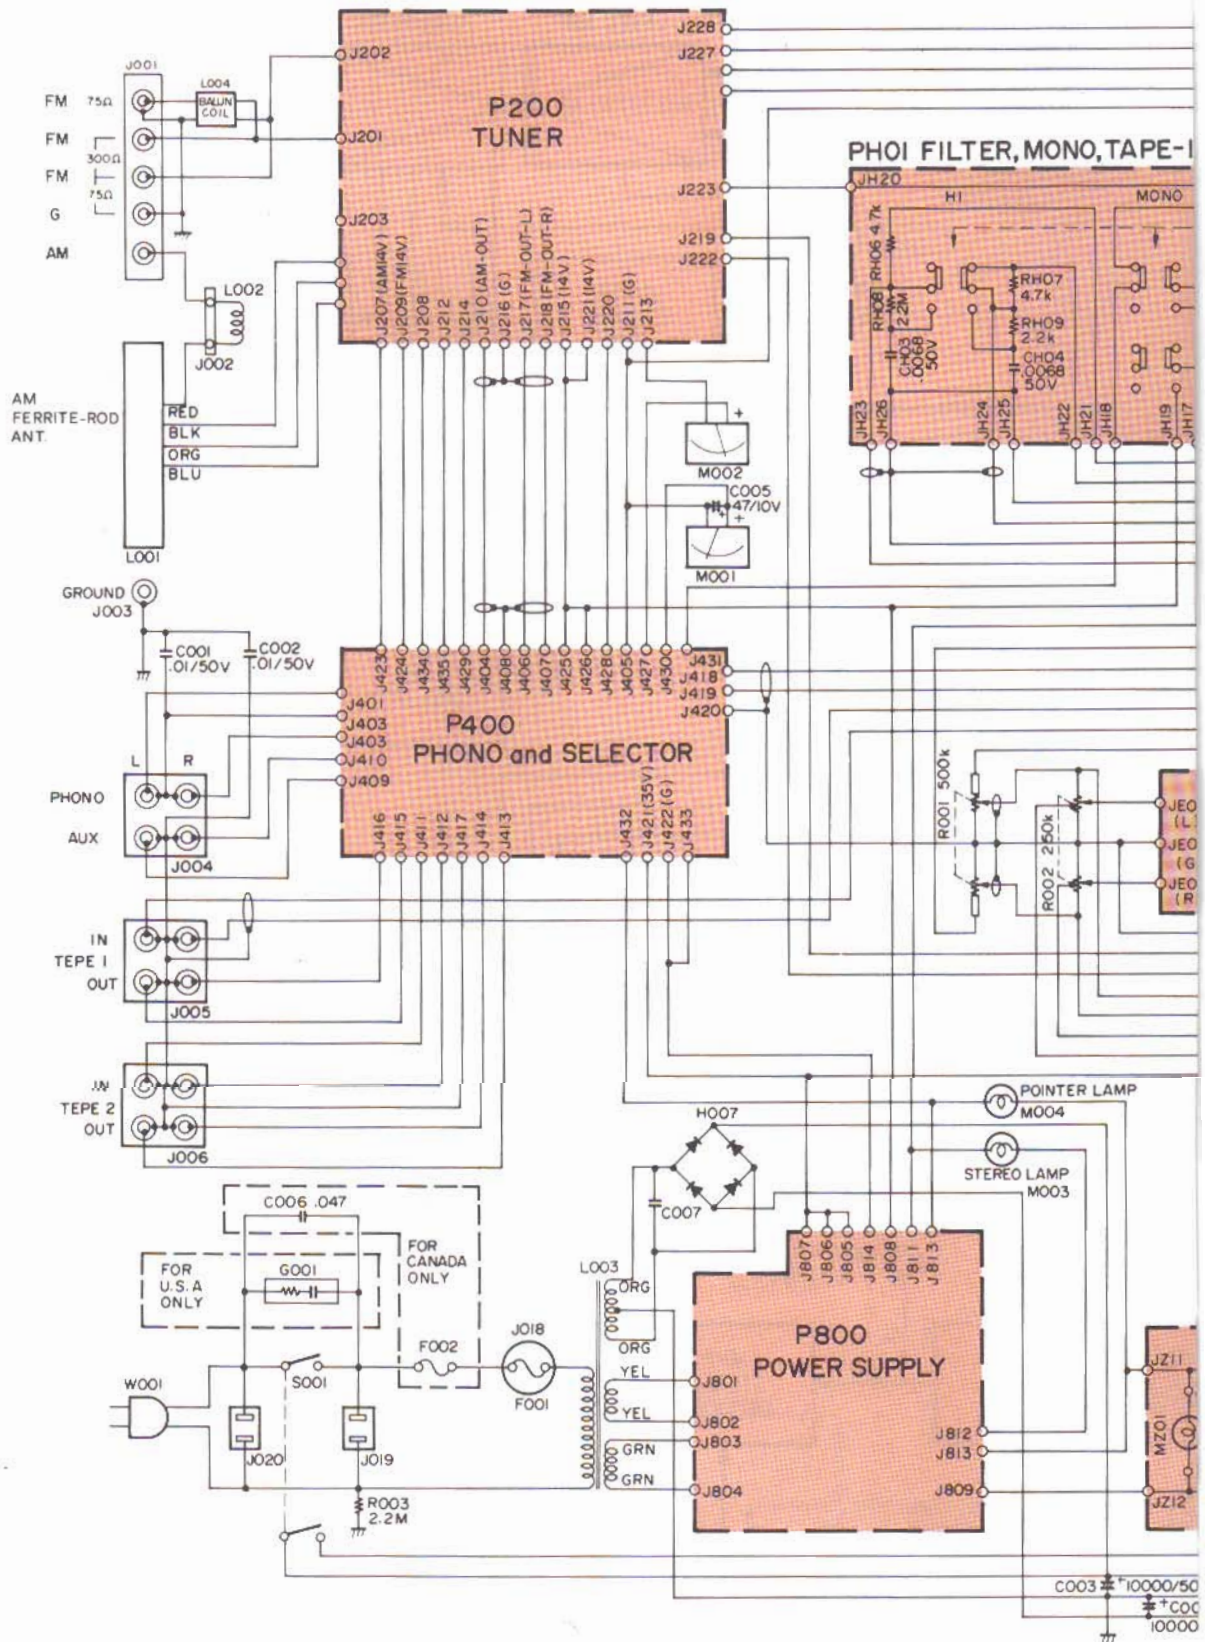 J228
J202
J227
J001
L004
FM 75Ω
BALUN
COIL
P200
TUNER
FM
J201
300Ω
FM
PH01 FILTER, MONO, TAPE-1
75Ω
J223
JH20
G
HI
MONO
J203
J219
AM
J222
J207(AM14V)
J209(FM14V)
J208
J212
J214
J210(AM-OUT)
J216(G)
J217(FM-OUT-L)
J218(FM-OUT-R)
J215(14V)
J221(14V)
J220
J211(G)
J213
RH06 4.7k
RH08 2.2M
RH07
4.7k
RH09
2.2k
CH03
.0068
50V
CH04
.0068
50V
L002
J002
AM
FERRITE-ROD
ANT.
RED
BLK
ORG
BLU
JH23
JH26
JH24
JH25
JH22
JH21
JH18
JH19
JH17
M002
C005
47/10V
M001
L001
GROUND
J003
C001
.01/50V
C002
.01/50V
J423
J424
J434
J435
J429
J404
J408
J406
J407
J425
J426
J428
J405
J427
J430
J431
J418
J419
J420
J401
J403
J403
J410
J409
P400
PHONO and SELECTOR
L R
PHONO
AUX
J004
J416
J415
J411
J412
J417
J414
J413
J432
J421(35V)
J422(G)
J433
R001 500k
R002 250k
JE0
(L
JE0
(G
JE0
(R
IN
TEPE 1
OUT
J005
IN
TEPE 2
OUT
J006
POINTER LAMP
M004
H007
STEREO LAMP
M003
C006 .047
C007
FOR
CANADA
ONLY
FOR
U.S.A
ONLY
G001
L003
ORG
ORG
J807
J806
J805
J814
J808
J811
J813
P800
POWER SUPPLY
J018
F002
F001
S001
W001
YEL
J801
YEL
J802
J803
GRN
GRN
J804
J020
J019
R003
2.2M
J812
J813
J809
JZ11
MZ01
JZ12
C003 + 10000/50
+ C00
10000